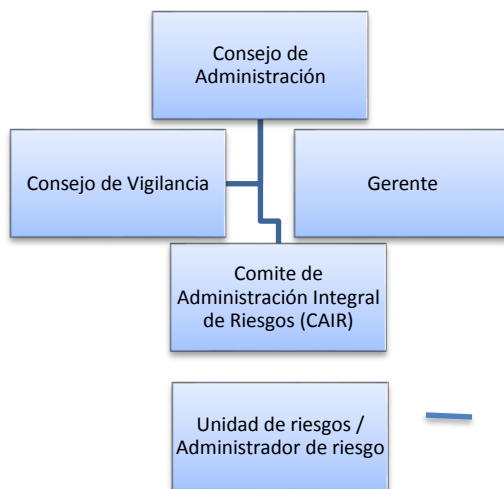 Consejo de
Administración
Consejo de Vigilancia
Gerente
Comite de
Administración Integral
de Riesgos (CAIR)
Unidad de riesgos /
Administrador de riesgo